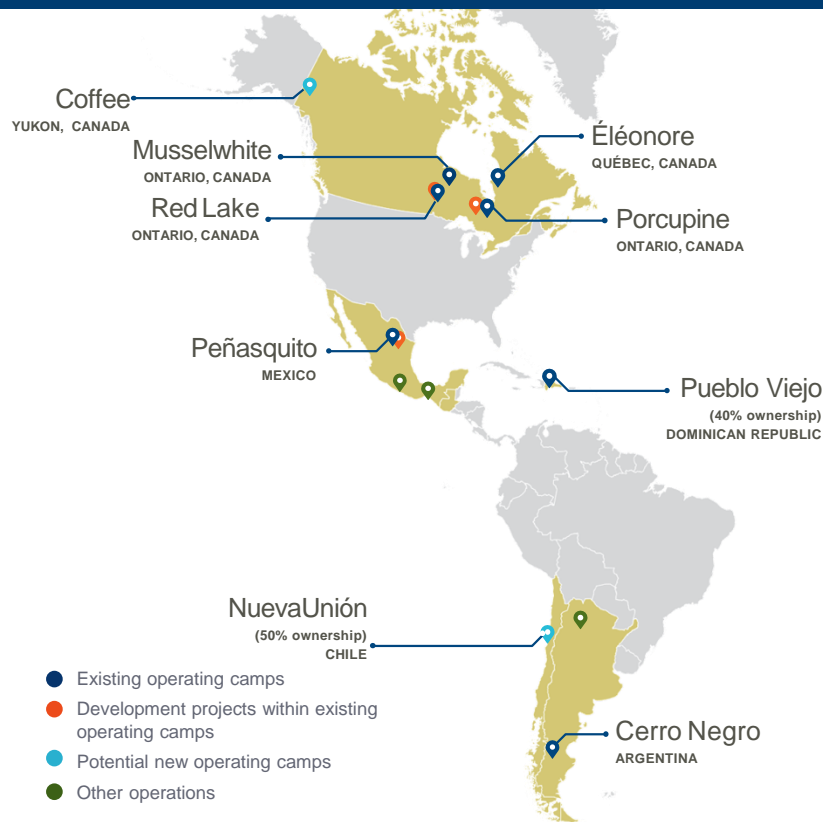 Coffee
YUKON, CANADA
Musselwhite
ONTARIO, CANADA
Red Lake
ONTARIO, CANADA
Éléonore
QUÉBEC, CANADA
Porcupine
ONTARIO, CANADA
Peñasquito
MEXICO
Pueblo Viejo
(40% ownership)
DOMINICAN REPUBLIC
NuevaUnión
(50% ownership)
CHILE
Cerro Negro
ARGENTINA
Existing operating camps
Development projects within existing
operating camps
Potential new operating camps
Other operations